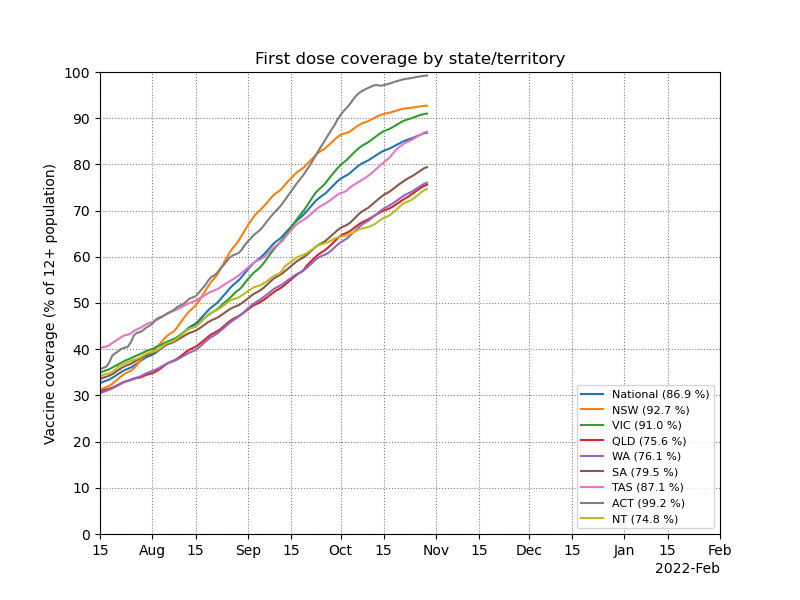 First dose coverage by state/territory
Vaccine coverage (% of 12+ population)
100
90
80
70
60
50
40
30
20
10
0
National (86.9 %)
NSW (92.7 %)
VIC (91.0 %)
QLD (75.6 %)
WA (76.1 %)
SA (79.5 %)
TAS (87.1 %)
ACT (99.2 %)
NT (74.8 %)
15 Aug 15 Sep 15 Oct 15 Nov 15 Dec 15 Jan 15 Feb
2022-Feb